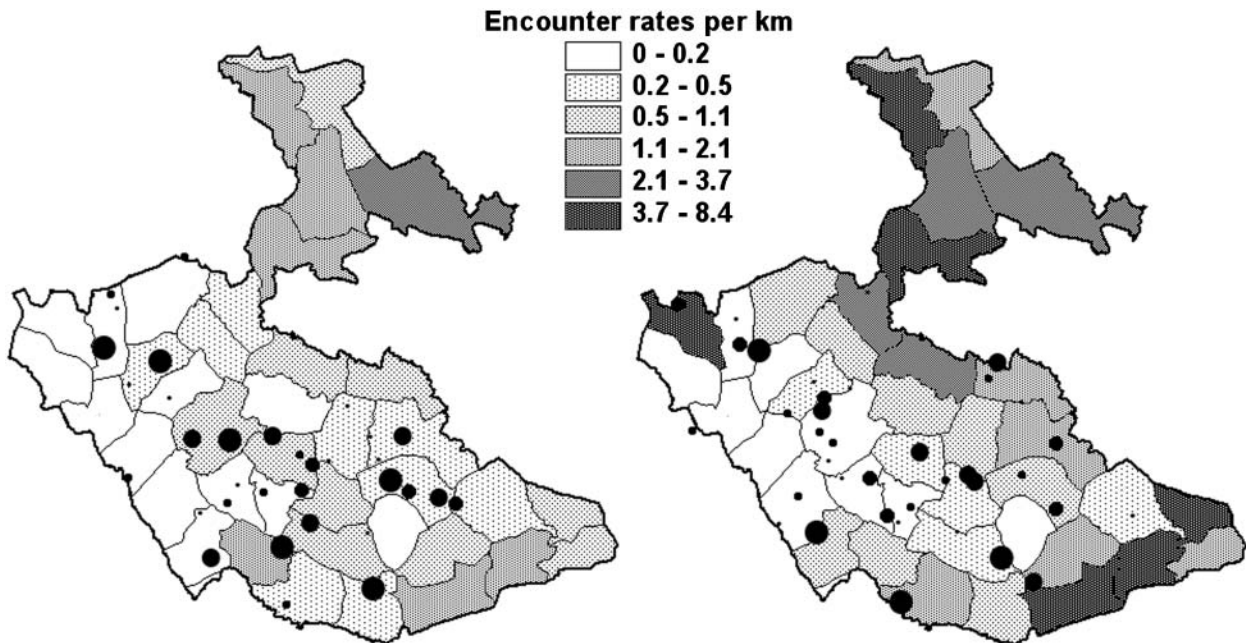 Encounter rates per km
0 - 0.2
0.2 - 0.5
0.5 - 1.1
1.1 - 2.1
2.1 - 3.7
3.7 - 8.4